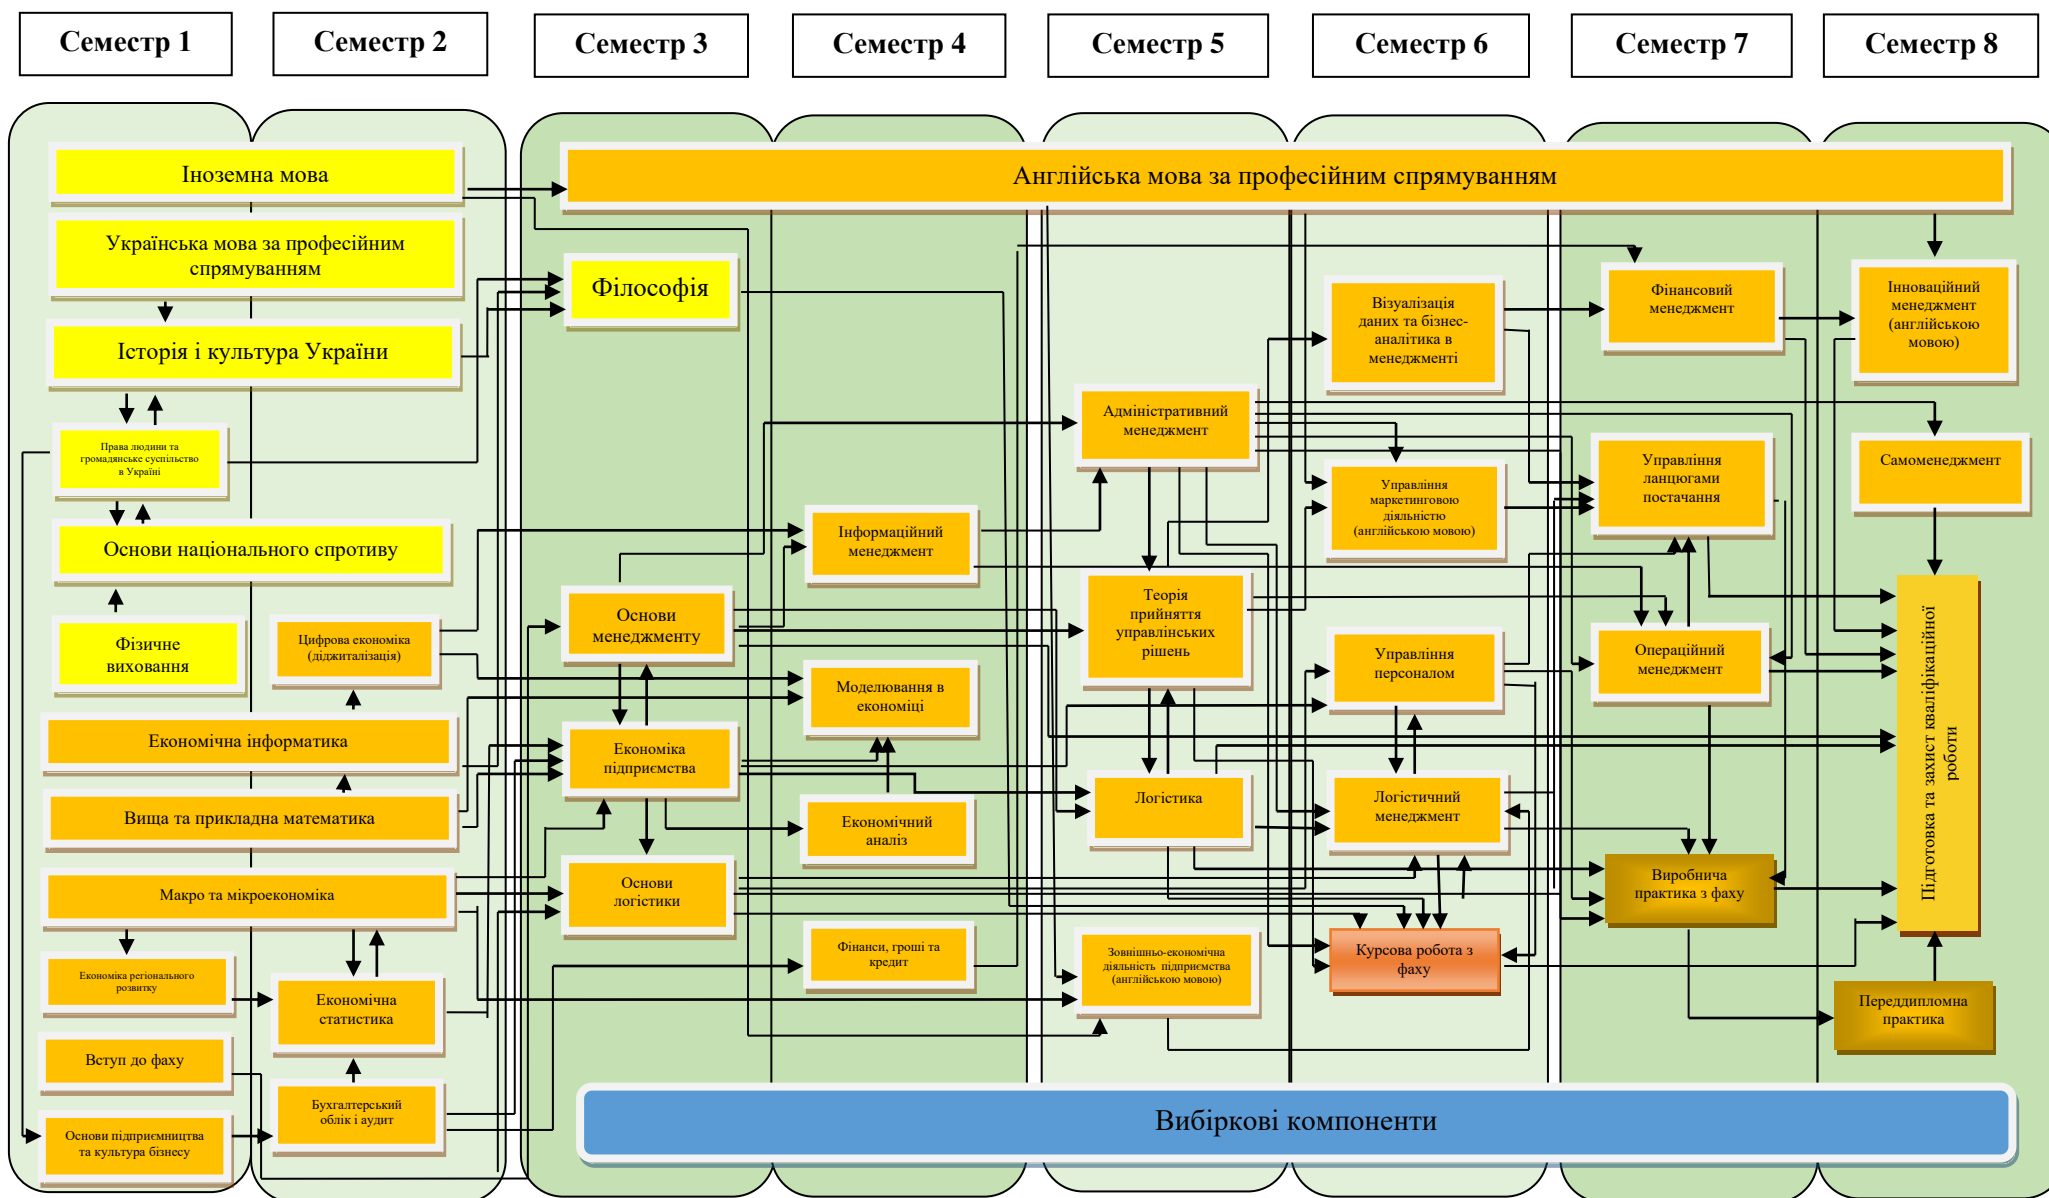 Семестр 1
Семестр 2
Семестр 3
Семестр 4
Семестр 5
Семестр 6
Семестр 7
Семестр 8
Іноземна мова
Українська мова за професійним
спрямуванням
Історія і культура України
Права людини та
громадянське суспільство
в Україні
Основи національного спротиву
Фізичне
виховання
Цифрова економіка
(діджиталізація)
Економічна інформатика
Вища та прикладна математика
Макро та мікроекономіка
Економіка регіонального
розвитку
Економічна
статистика
Вступ до фаху
Бухгалтерський
облік і аудит
Основи підприємництва
та культура бізнесу
Англійська мова за професійним спрямуванням
Філософія
Основи
менеджменту
Економіка
підприємства
Основи
логістики
Інформаційний
менеджмент
Моделювання в
економіці
Економічний
аналіз
Фінанси, гроші та
кредит
Адміністративний
менеджмент
Теорія
прийняття
управлінських
рішень
Логістика
Зовнішньо-економічна
діяльність підприємства
(англійською мовою)
Візуалізація
даних та бізнес-
аналітика в
менеджменті
Управління
маркетинговою
діяльністю
(англійською мовою)
Управління
персоналом
Логістичний
менеджмент
Курсова робота з
фаху
Фінансовий
менеджмент
Управління
ланцюгами
постачання
Операційний
менеджмент
Виробнича
практика з фаху
Інноваційний
менеджмент
(англійською
мовою)
Самоменеджмент
Підготовка та захист кваліфікаційної
роботи
Переддипломна
практика
Вибіркові компоненти